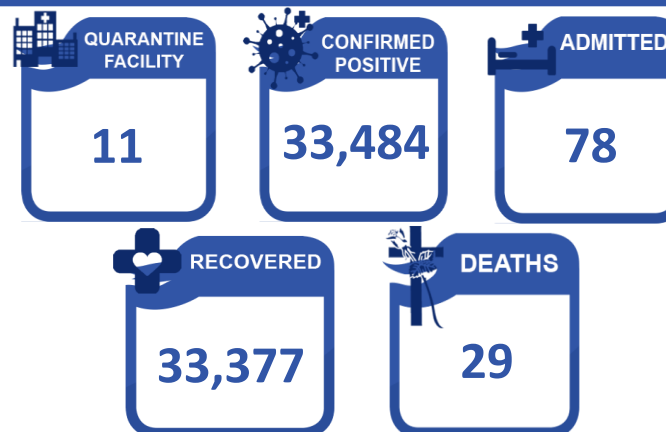 QUARANTINE
FACILITY
11
CONFIRMED
POSITIVE
33,484
ADMITTED
78
RECOVERED
33,377
DEATHS
29